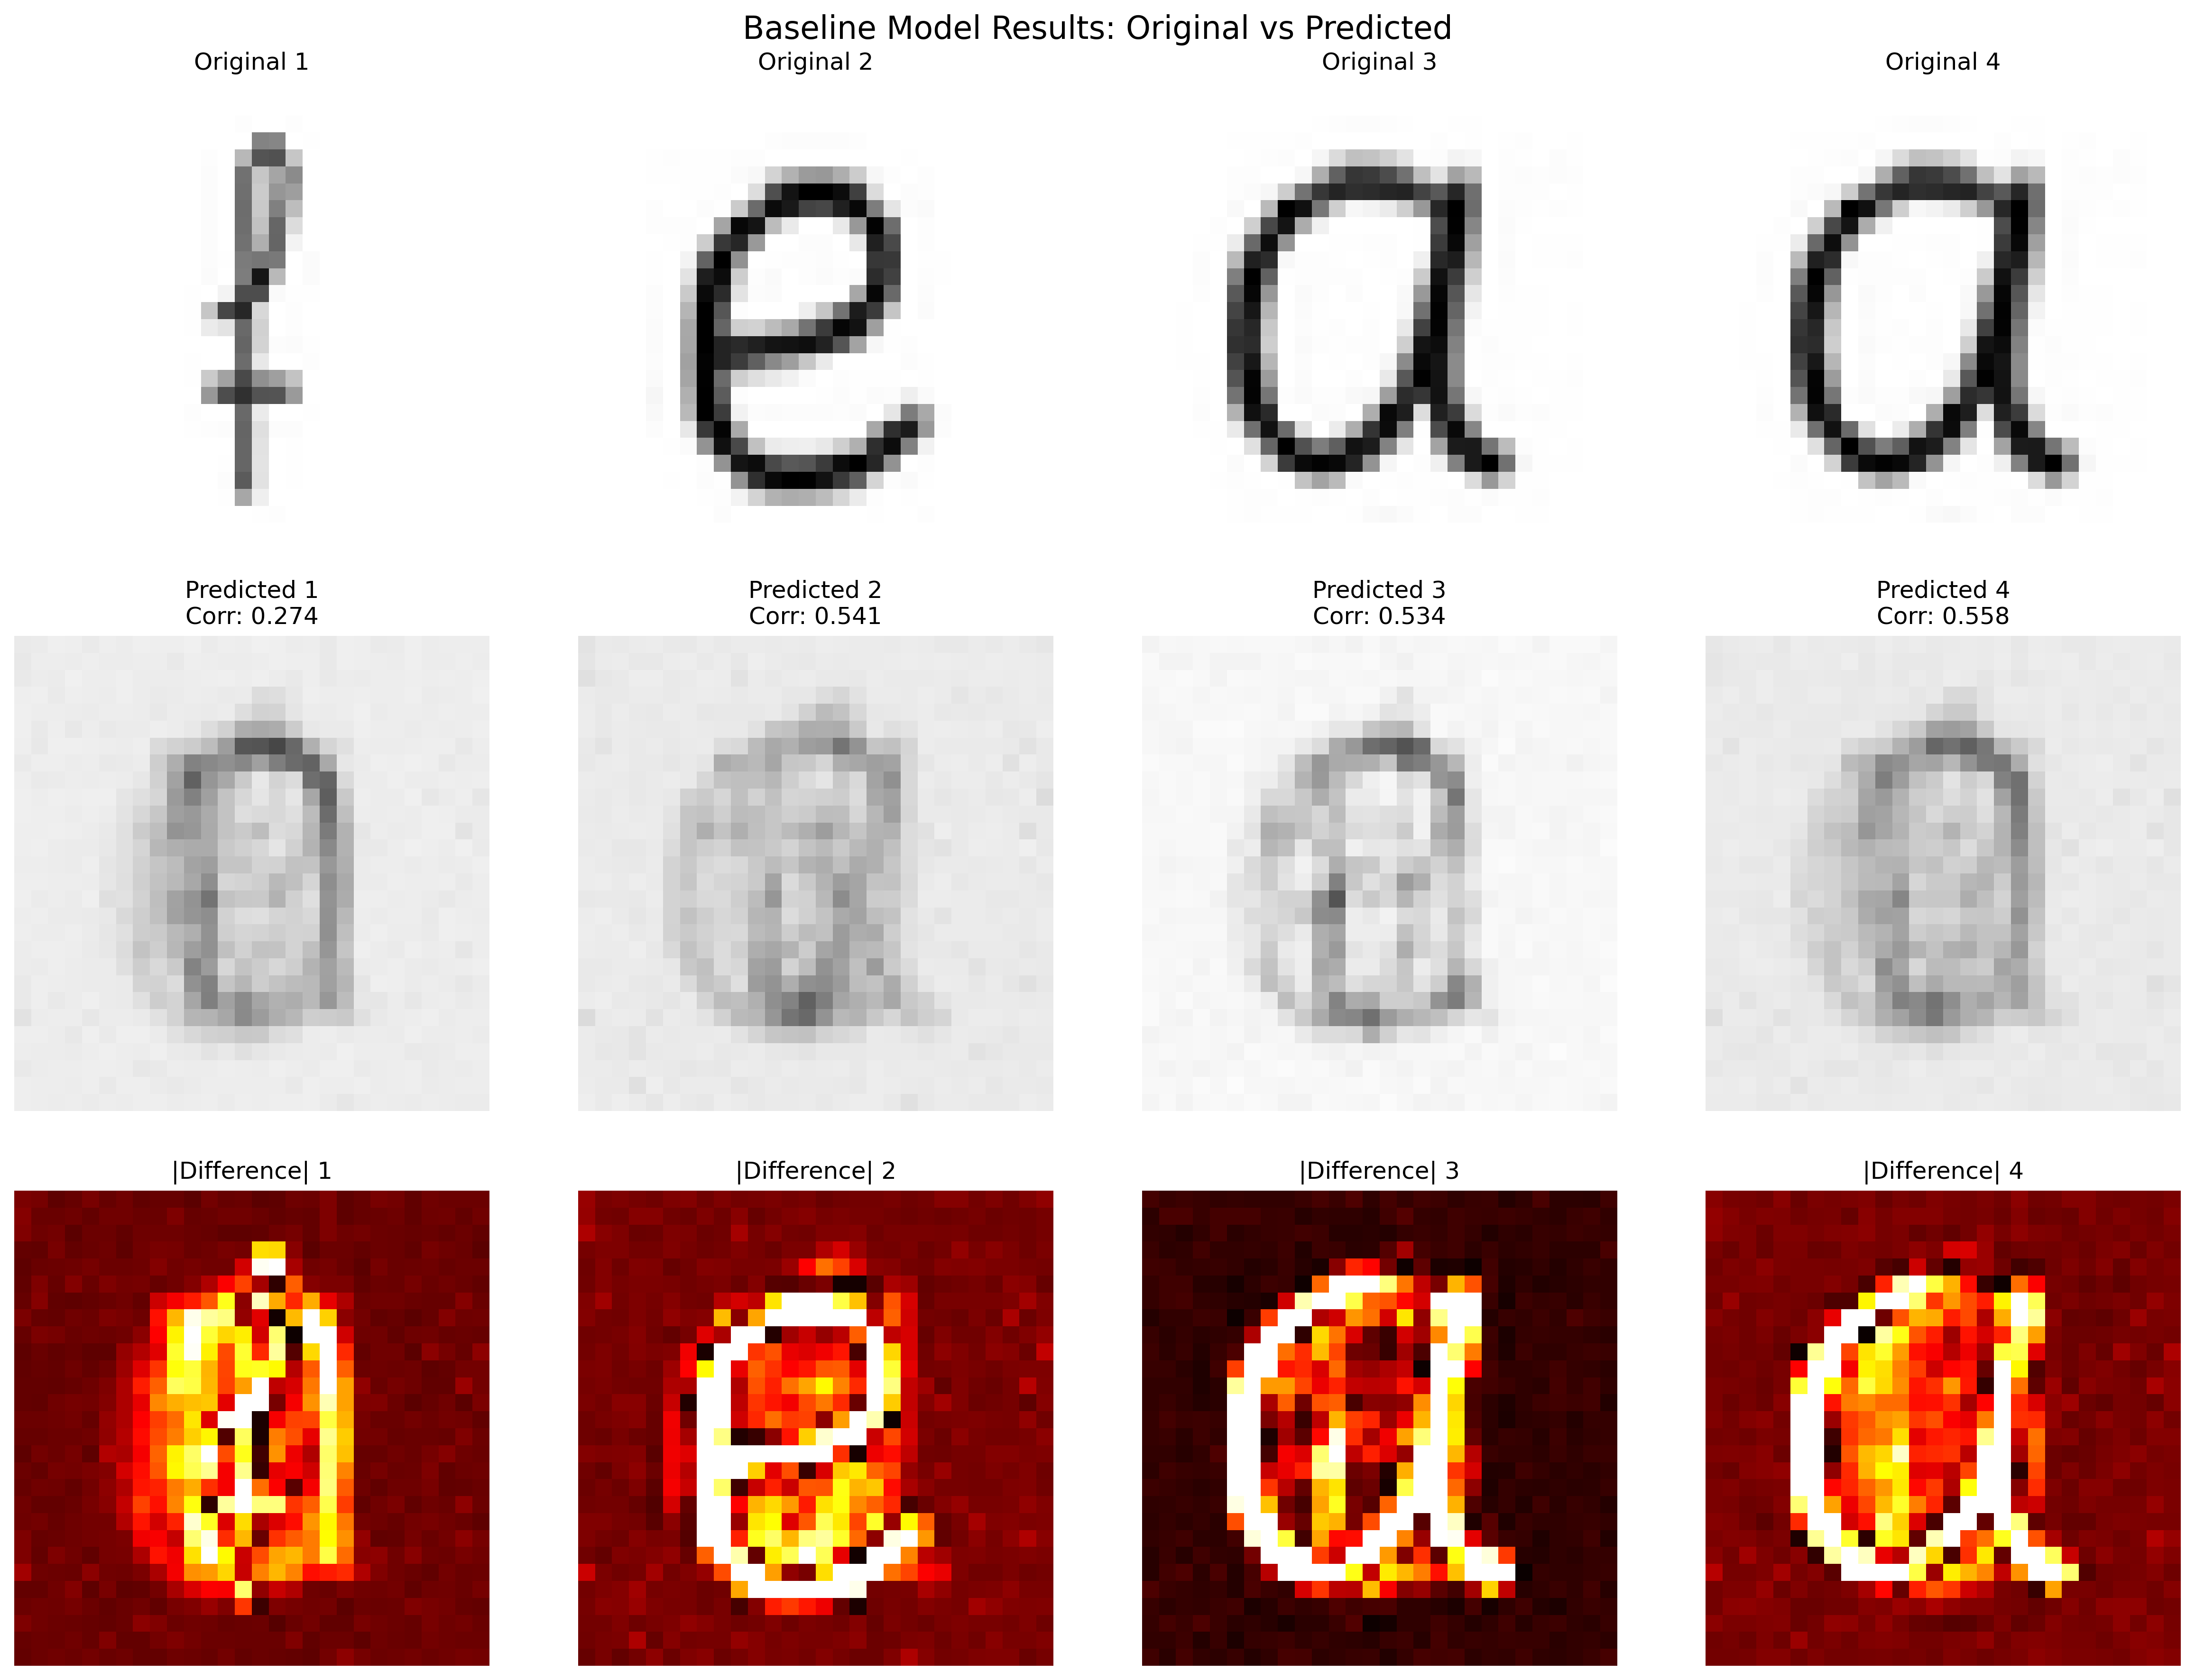 Baseline Model Results: Original vs Predicted
Original 1
Original 2
Original 3
Original 4
e
a
a
Predicted 1
Corr: 0.274
Predicted 2
Corr: 0.541
Predicted 3
Corr: 0.534
Predicted 4
Corr: 0.558
|Difference| 1
|Difference| 2
|Difference| 3
|Difference| 4